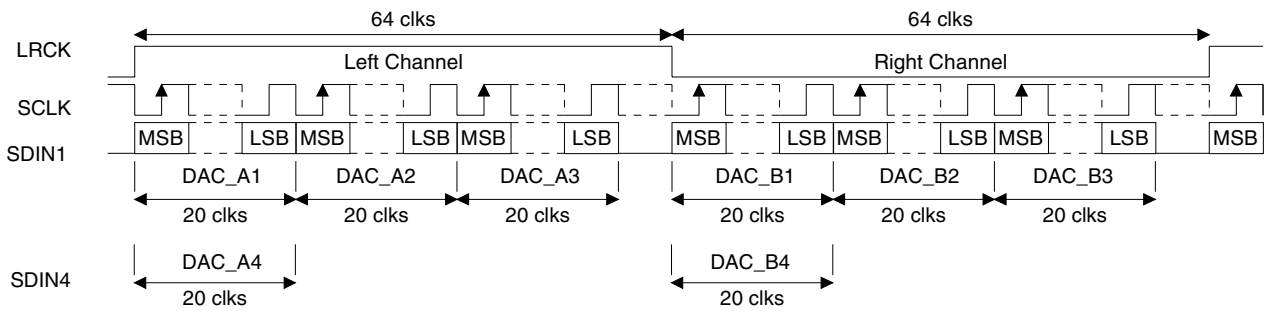 64 clks 64 clks
LRCK Left Channel Right Channel
SCLK
SDIN1 MSB LSB MSB LSB MSB LSB MSB LSB MSB LSB MSB LSB MSB
DAC_A1 DAC_A2 DAC_A3 DAC_B1 DAC_B2 DAC_B3
20 clks 20 clks 20 clks 20 clks 20 clks 20 clks
SDIN4 DAC_A4 DAC_B4
20 clks 20 clks